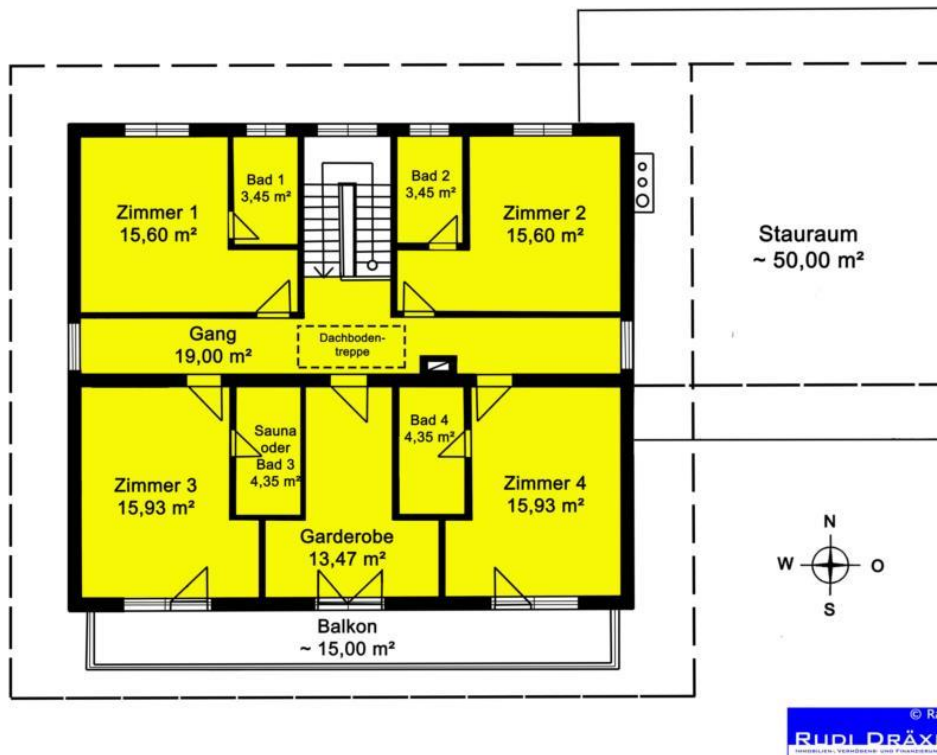 Bad 1
3,45 m²
Bad 2
3,45 m²
Zimmer 1
15,60 m²
Zimmer 2
15,60 m²
Stauraum
~ 50,00 m²
Gang
19,00 m²
Dachboden-
treppe
Sauna
oder
Bad 3
4,35 m²
Bad 4
4,35 m²
Zimmer 3
15,93 m²
Zimmer 4
15,93 m²
Garderobe
13,47 m²
N
W
O
S
Balkon
~ 15,00 m²
©
RUDI